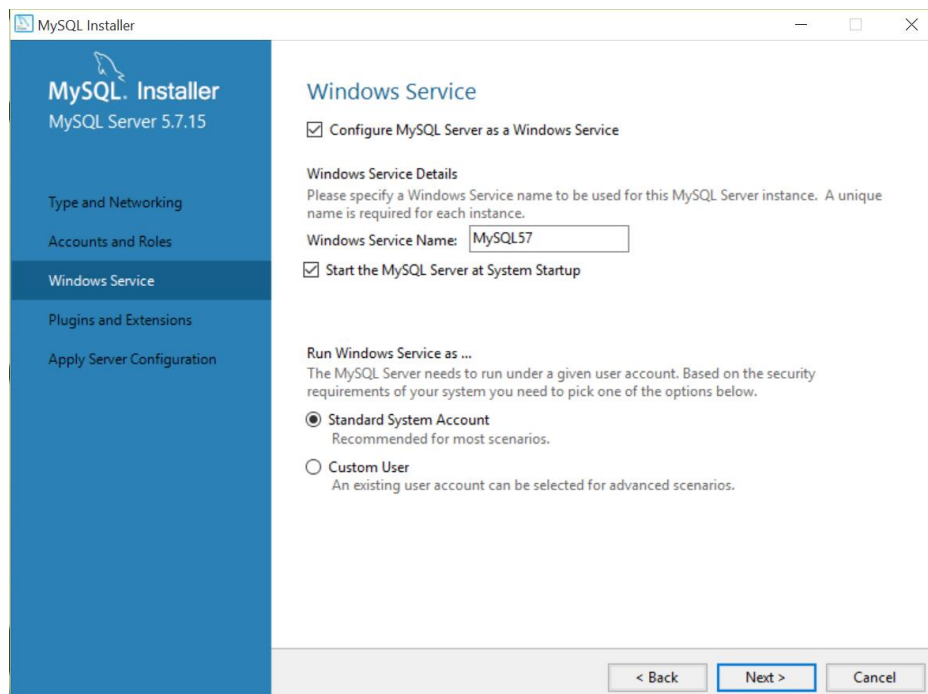 MySQL Installer
MySQL. Installer
MySQL Server 5.7.15
Type and Networking
Accounts and Roles
Windows Service
Plugins and Extensions
Apply Server Configuration
Windows Service
Configure MySQL Server as a Windows Service
Windows Service Details
Please specify a Windows Service name to be used for this MySQL Server instance. A unique
name is required for each instance.
Windows Service Name: MySQL57
Start the MySQL Server at System Startup
Run Windows Service as ...
The MySQL Server needs to run under a given user account. Based on the security
requirements of your system you need to pick one of the options below.
Standard System Account
Recommended for most scenarios.
Custom User
An existing user account can be selected for advanced scenarios.
< Back Next > Cancel